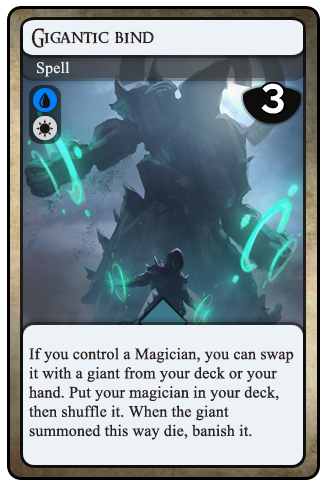 Gigantic bind
Spell
3
If you control a Magician, you can swap
it with a giant from your deck or your
hand. Put your magician in your deck,
then shuffle it. When the giant
summoned this way die, banish it.